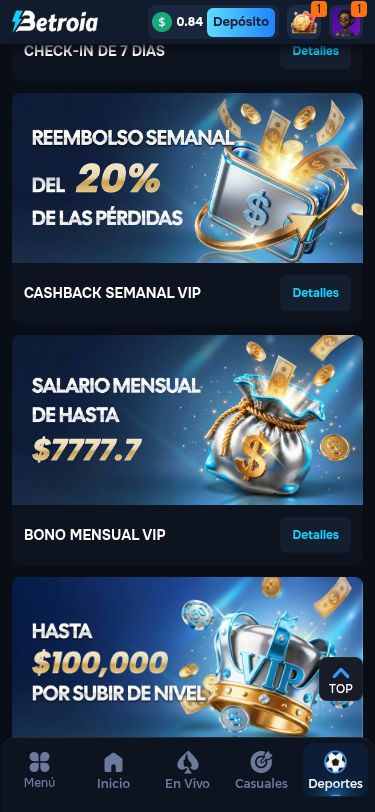 Betroia
$ 0.84 Depósito
1
1
CHECK-IN DE 7 DÍAS
Detalles
REEMBOLSO SEMANAL
DEL 20%
DE LAS PÉRDIDAS
CASHBACK SEMANAL VIP
Detalles
SALARIO MENSUAL
DE HASTA
$7777.7
BONO MENSUAL VIP
Detalles
HASTA
$100,000
POR SUBIR DE NIVEL
VIP
TOP
Menú
Inicio
En Vivo
Casuales
Deportes